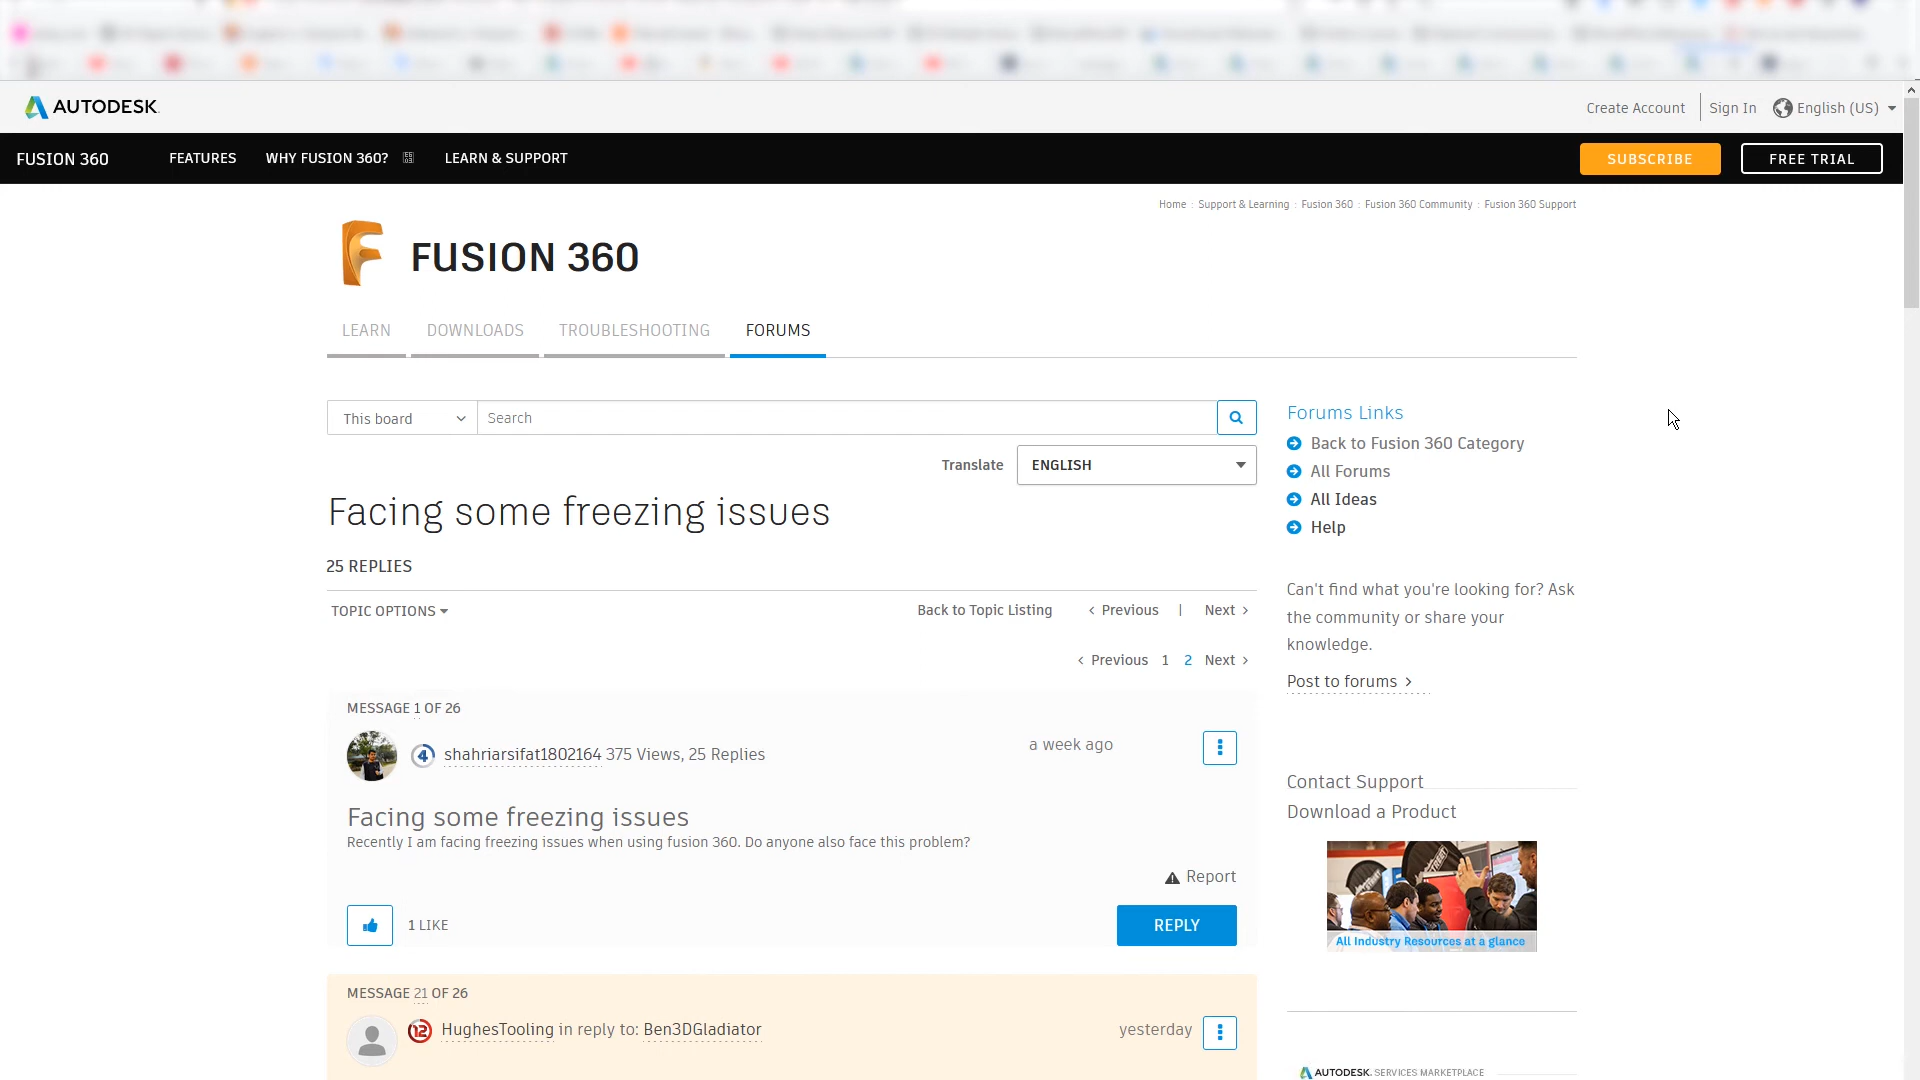 AUTODESK.
Create Account
Sign In
English (US)
FUSION 360
FEATURES
WHY FUSION 360?
LEARN & SUPPORT
SUBSCRIBE
FREE TRIAL
Home : Support & Learning : Fusion 360 : Fusion 360 Community : Fusion 360 Support
FUSION 360
LEARN
DOWNLOADS
TROUBLESHOOTING
FORUMS
This board
Search
Translate
ENGLISH
Facing some freezing issues
25 REPLIES
TOPIC OPTIONS
Back to Topic Listing
Previous | Next
Previous 1 2 Next
MESSAGE 1 OF 26
4 shahriarsifat1802164 375 Views, 25 Replies
a week ago
Facing some freezing issues
Recently I am facing freezing issues when using fusion 360. Do anyone also face this problem?
Report
1 LIKE
REPLY
MESSAGE 21 OF 26
12 HughesTooling in reply to: Ben3DGladiator
yesterday
Forums Links
Back to Fusion 360 Category
All Forums
All Ideas
Help
Can't find what you're looking for? Ask
the community or share your
knowledge.
Post to forums
Contact Support
Download a Product
All Industry Resources at a glance
AUTODESK. SERVICES MARKETPLACE